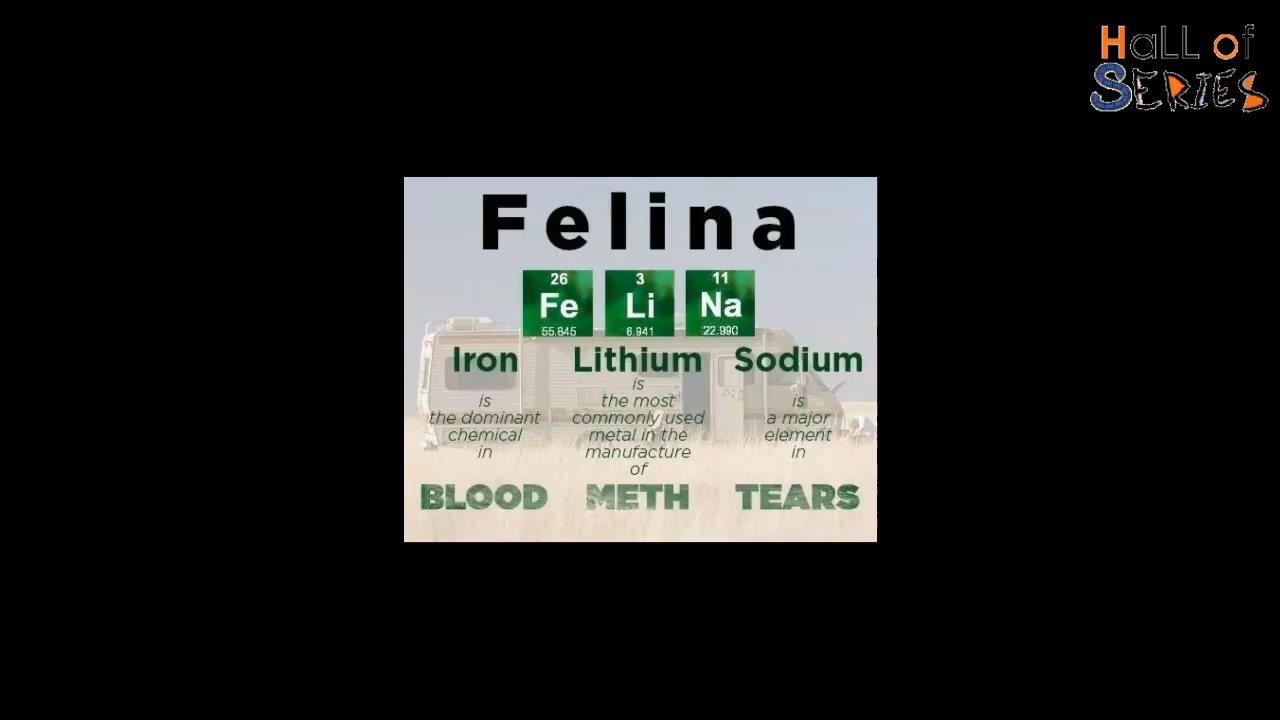 HaLL of
SERIES
Felina
26 3 11
Fe Li Na
55.845 6.941 22.990
Iron Lithium Sodium
is
the dominant
chemical
in
BLOOD
is
the most
commonly used
metal in the
manufacture
of
METH
is
a major
element
in
TEARS